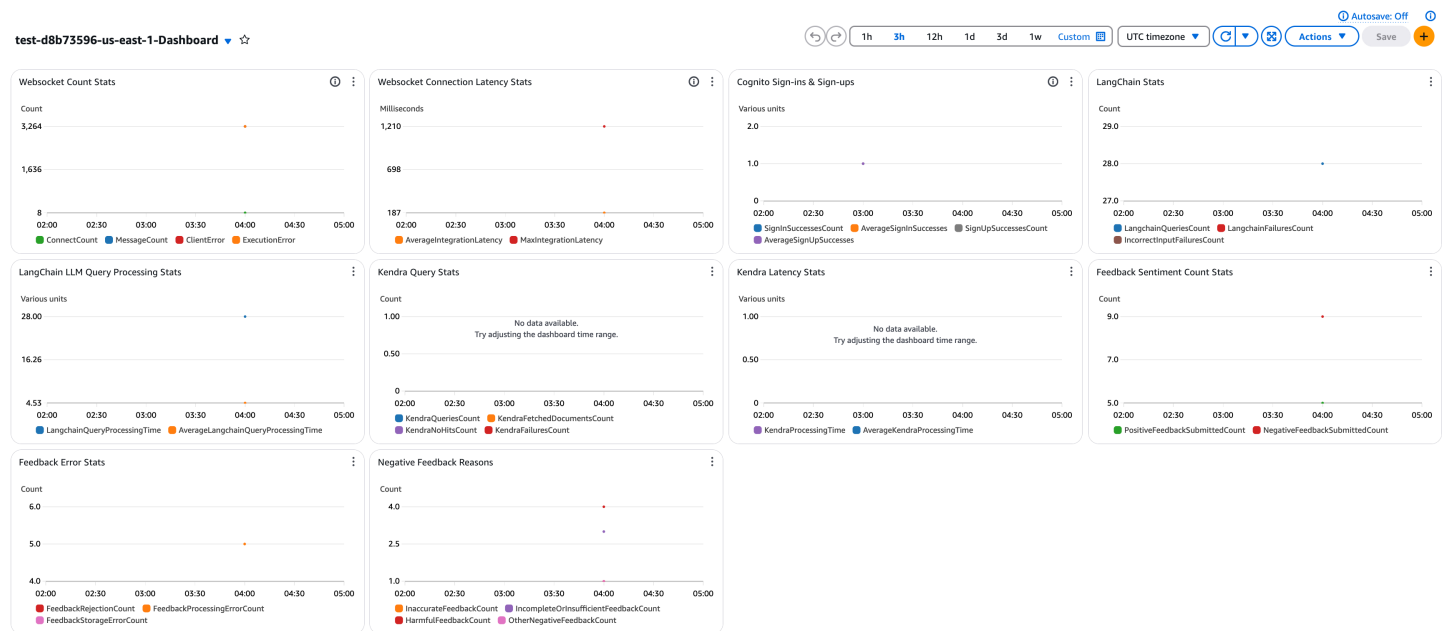 Autosave: Off
test-d8b73596-us-east-1-Dashboard
1h 3h 12h 1d 3d 1w Custom UTC timezone Actions Save +
Websocket Count Stats
Count
3,264
1,636
8
02:00 02:30 03:00 03:30 04:00 04:30 05:00
ConnectCount MessageCount ClientError ExecutionError
Websocket Connection Latency Stats
Milliseconds
1,210
698
187
02:00 02:30 03:00 03:30 04:00 04:30 05:00
AverageIntegrationLatency MaxIntegrationLatency
Cognito Sign-ins & Sign-ups
Various units
2.0
1.0
0
02:00 02:30 03:00 03:30 04:00 04:30 05:00
SignInSuccessesCount AverageSignInSuccesses SignUpSuccessesCount
AverageSignUpSuccesses
LangChain Stats
Count
29.0
28.0
27.0
02:00 02:30 03:00 03:30 04:00 04:30 05:00
LangchainQueriesCount LangchainFailuresCount
IncorrectInputFailuresCount
LangChain LLM Query Processing Stats
Various units
28.00
16.26
4.53
02:00 02:30 03:00 03:30 04:00 04:30 05:00
LangchainQueryProcessingTime AverageLangchainQueryProcessingTime
Kendra Query Stats
Count
1.00
No data available.
Try adjusting the dashboard time range.
0.50
0
02:00 02:30 03:00 03:30 04:00 04:30 05:00
KendraQueriesCount KendraFetchedDocumentsCount
KendraNoHitsCount KendraFailuresCount
Kendra Latency Stats
Various units
1.00
No data available.
Try adjusting the dashboard time range.
0.50
0
02:00 02:30 03:00 03:30 04:00 04:30 05:00
KendraProcessingTime AverageKendraProcessingTime
Feedback Sentiment Count Stats
Count
9.0
7.0
5.0
02:00 02:30 03:00 03:30 04:00 04:30 05:00
PositiveFeedbackSubmittedCount NegativeFeedbackSubmittedCount
Feedback Error Stats
Count
6.0
5.0
4.0
02:00 02:30 03:00 03:30 04:00 04:30 05:00
FeedbackRejectionCount FeedbackProcessingErrorCount
FeedbackStorageErrorCount
Negative Feedback Reasons
Count
4.0
2.5
1.0
02:00 02:30 03:00 03:30 04:00 04:30 05:00
InaccurateFeedbackCount IncompleteOrInsufficientFeedbackCount
HarmfulFeedbackCount OtherNegativeFeedbackCount